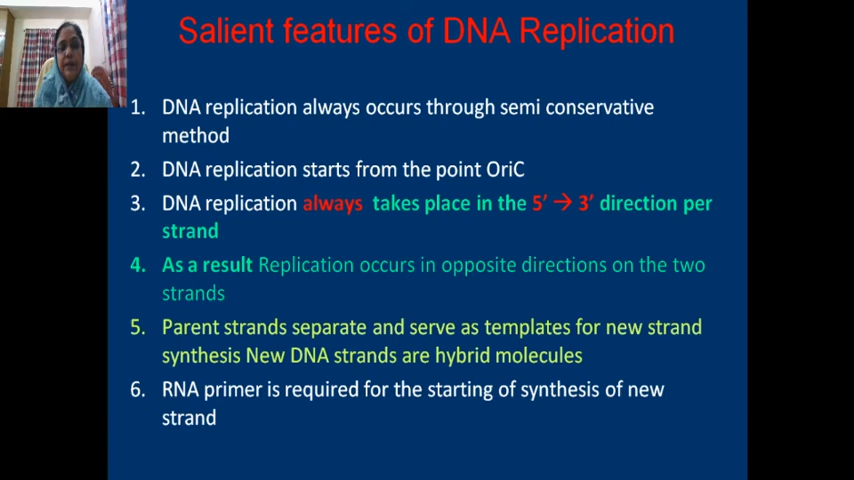 Salient features of DNA Replication
1. DNA replication always occurs through semi conservative
method
2. DNA replication starts from the point OriC
3. DNA replication always takes place in the 5’ → 3’ direction per
strand
4. As a result Replication occurs in opposite directions on the two
strands
5. Parent strands separate and serve as templates for new strand
synthesis New DNA strands are hybrid molecules
6. RNA primer is required for the starting of synthesis of new
strand